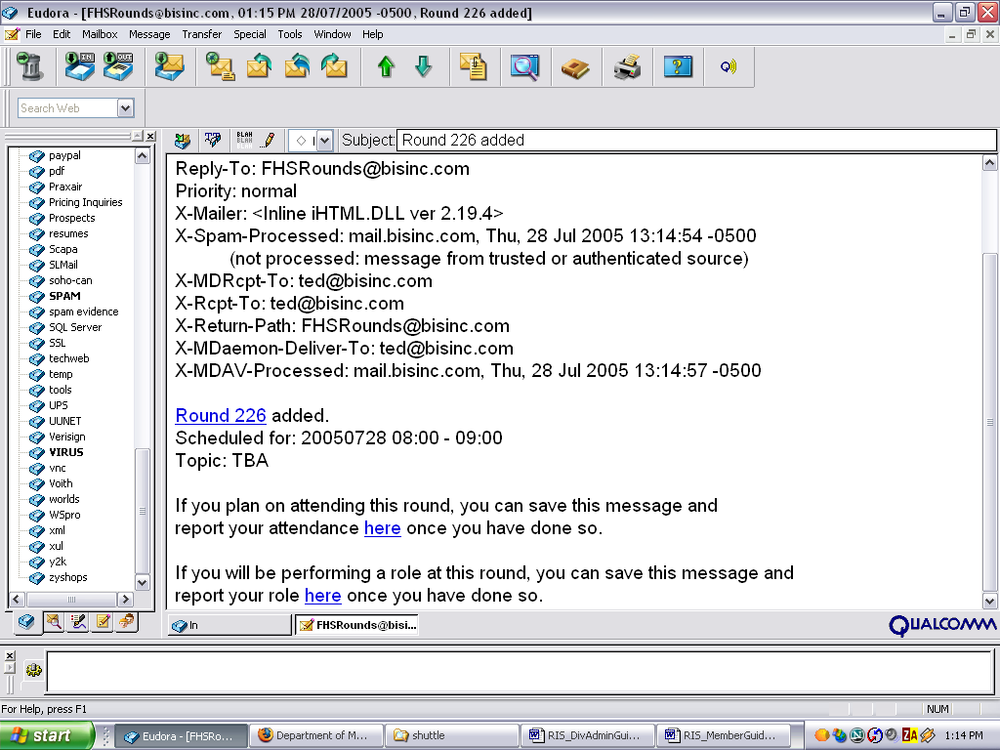 Eudora - [FHSRounds@bisinc.com, 01:15 PM 28/07/2005 -0500, Round 226 added]
File Edit Mailbox Message Transfer Special Tools Window Help
IN OUT
Search Web
BLAH
BLAH
BLAH
Subject: Round 226 added
paypal
pdf
Praxair
Pricing Inquiries
Prospects
resumes
Scapa
SLMail
soho-can
SPAM
spam evidence
SQL Server
SSL
techweb
temp
tools
UPS
UUNET
Verisign
VIRUS
vnc
Voith
worlds
WSpro
xml
xul
y2k
zyshops
Reply-To: FHSRounds@bisinc.com
Priority: normal
X-Mailer: <Inline iHTML.DLL ver 2.19.4>
X-Spam-Processed: mail.bisinc.com, Thu, 28 Jul 2005 13:14:54 -0500
(not processed: message from trusted or authenticated source)
X-MDRcpt-To: ted@bisinc.com
X-Rcpt-To: ted@bisinc.com
X-Return-Path: FHSRounds@bisinc.com
X-MDaemon-Deliver-To: ted@bisinc.com
X-MDAV-Processed: mail.bisinc.com, Thu, 28 Jul 2005 13:14:57 -0500
Round 226 added.
Scheduled for: 20050728 08:00 - 09:00
Topic: TBA
If you plan on attending this round, you can save this message and
report your attendance here once you have done so.
If you will be performing a role at this round, you can save this message and
report your role here once you have done so.
In FHSRounds@bisi... QUALCOMM
For Help, press F1 NUM
start Eudora - [FHSRo... Department of M... shuttle RIS_DivAdminGui... RIS_MemberGuid... ZA 1:14 PM